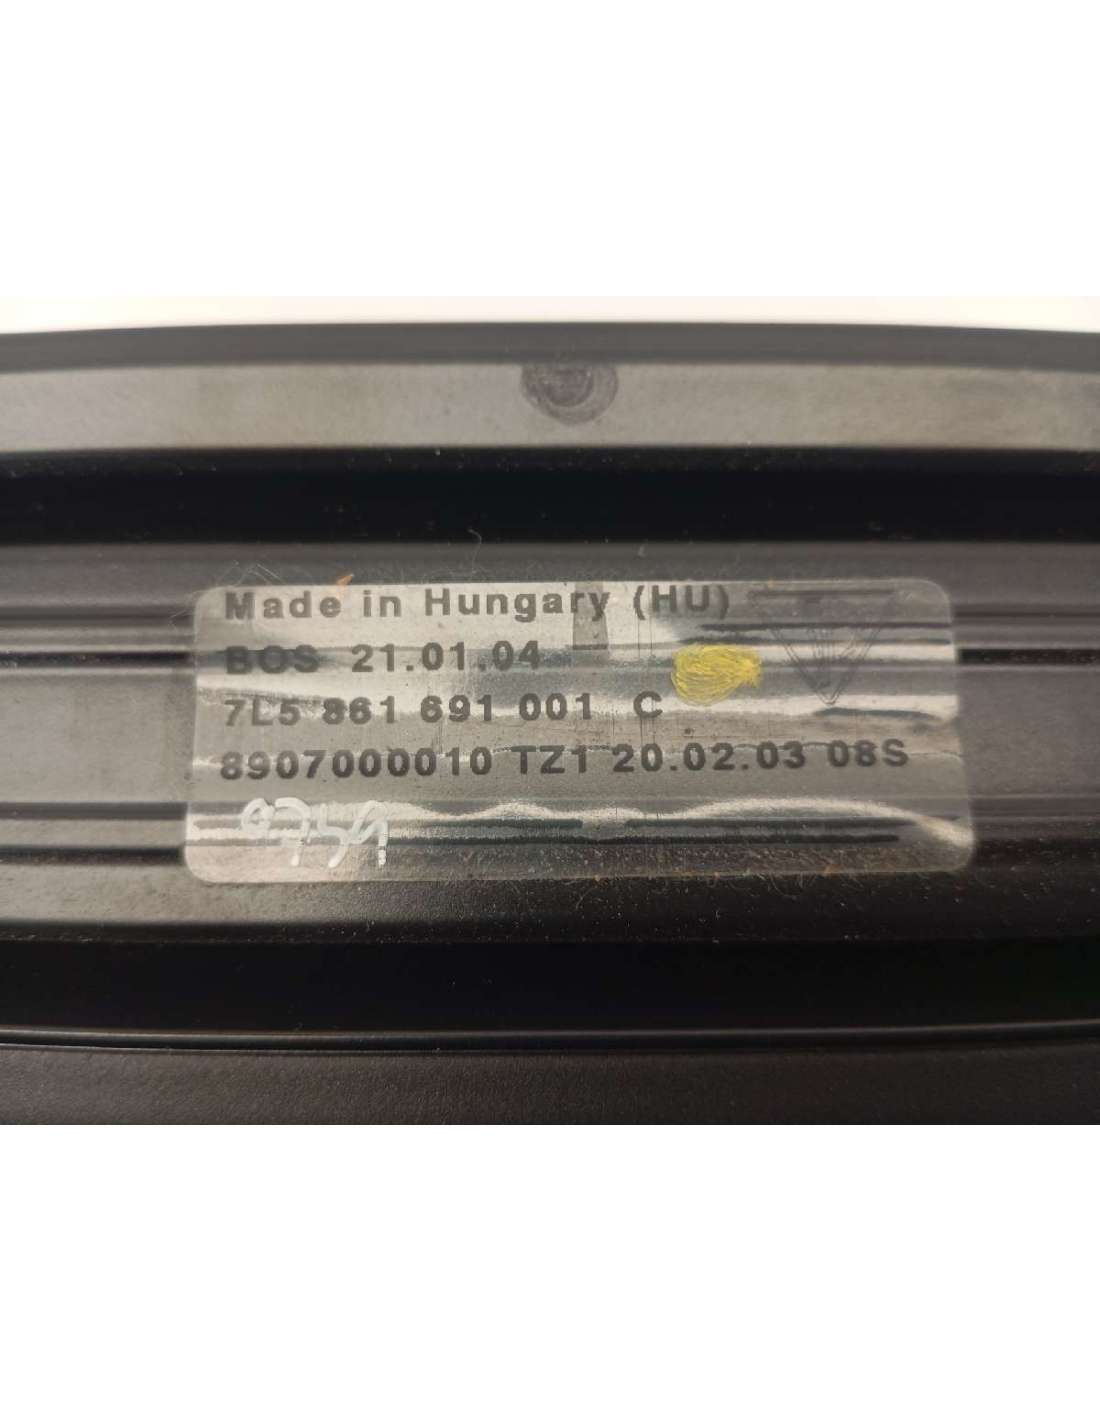 Made in Hungary (HU)
BOS 21.01.04
7L5 861 691 001 C
8907000010 TZ1 20.02.03 08S